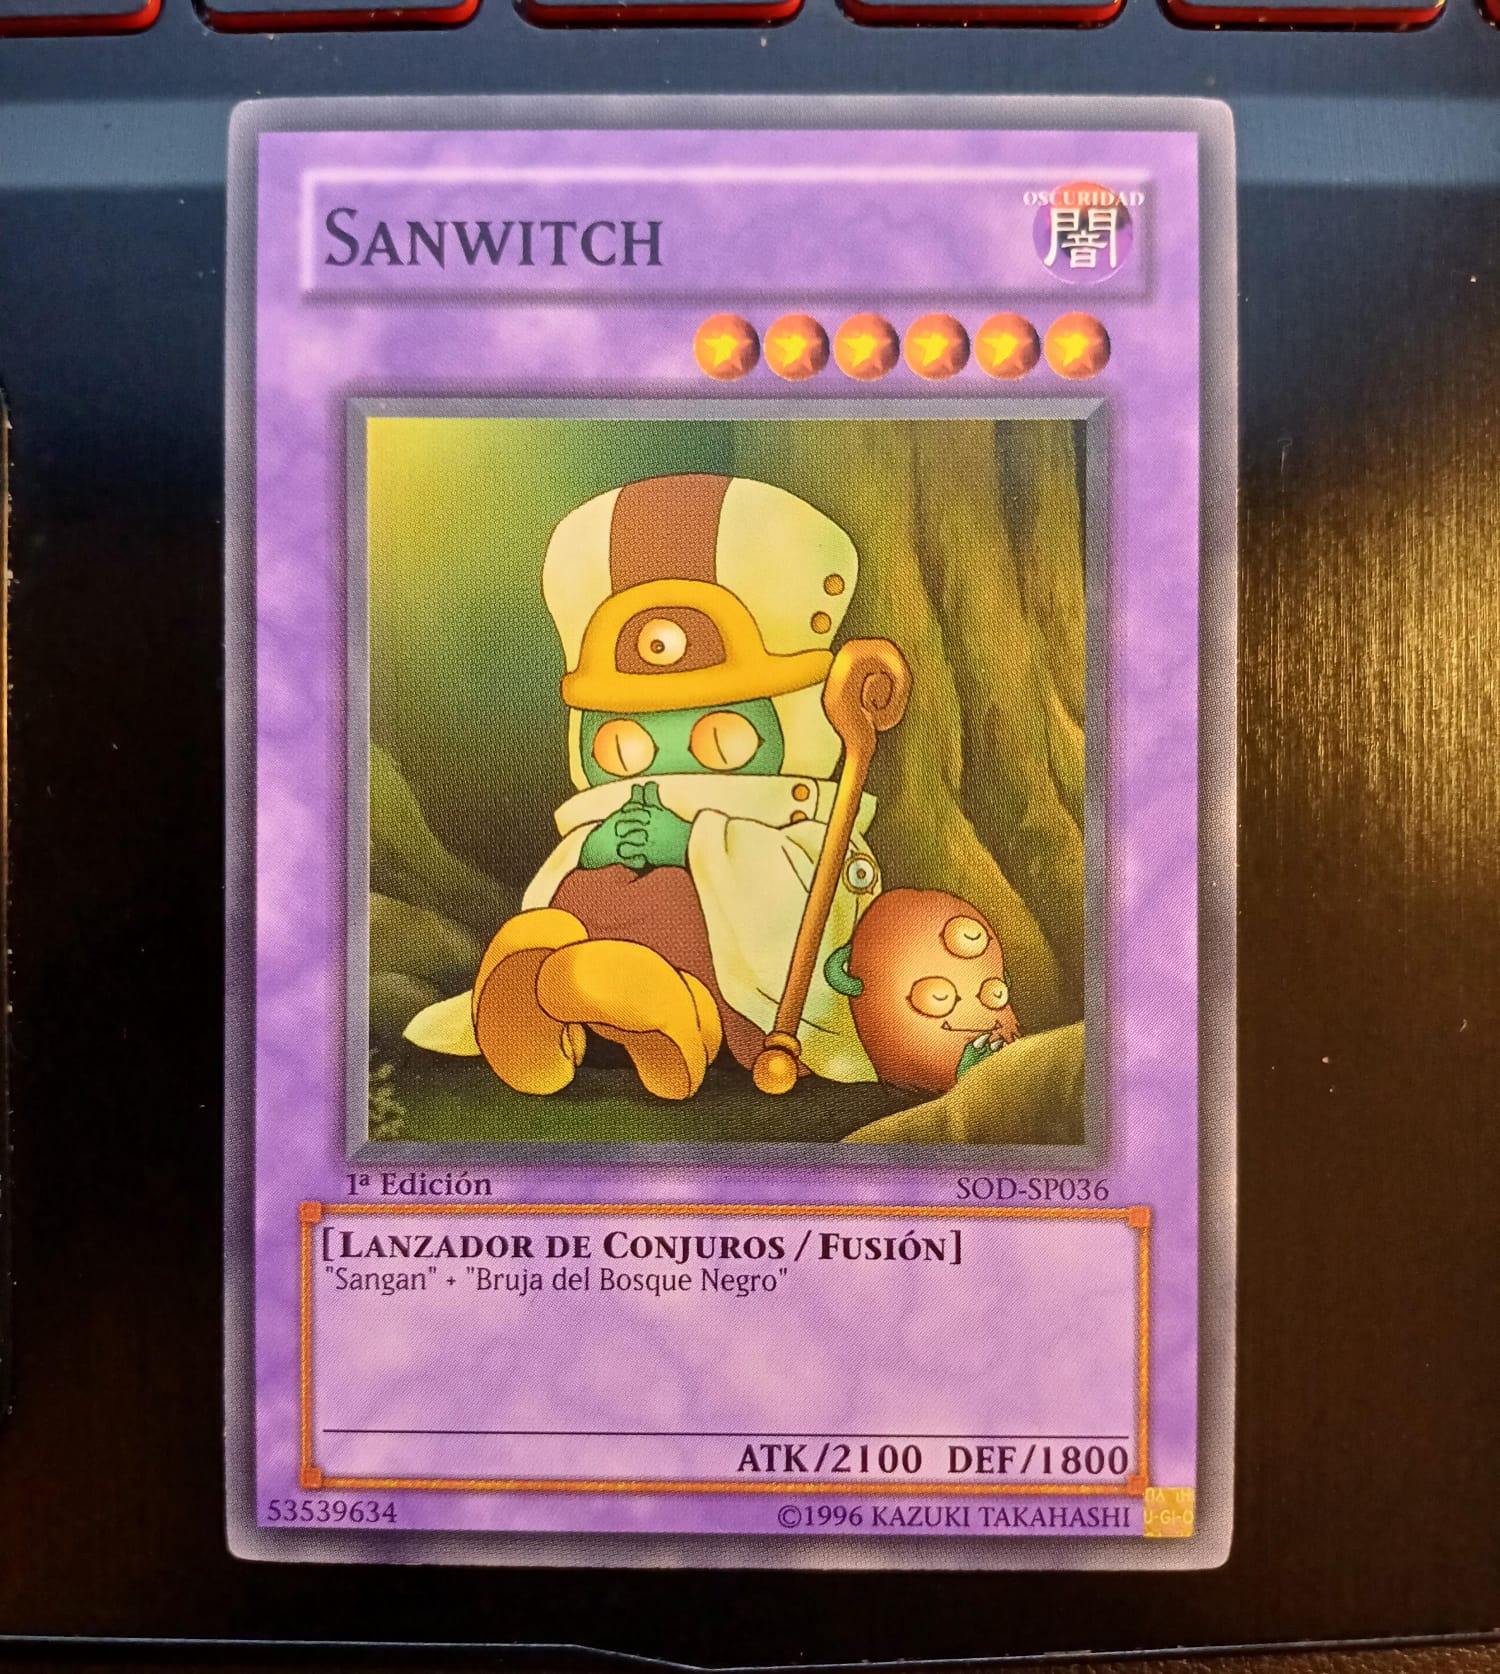 SANWITCH
OSCURIDAD
闇
1ª Edición
SOD-SP036
[LANZADOR DE CONJUROS / FUSIÓN]
"Sangan" + "Bruja del Bosque Negro"
ATK/2100 DEF/1800
53539634
©1996 KAZUKI TAKAHASHI
U-GI-O